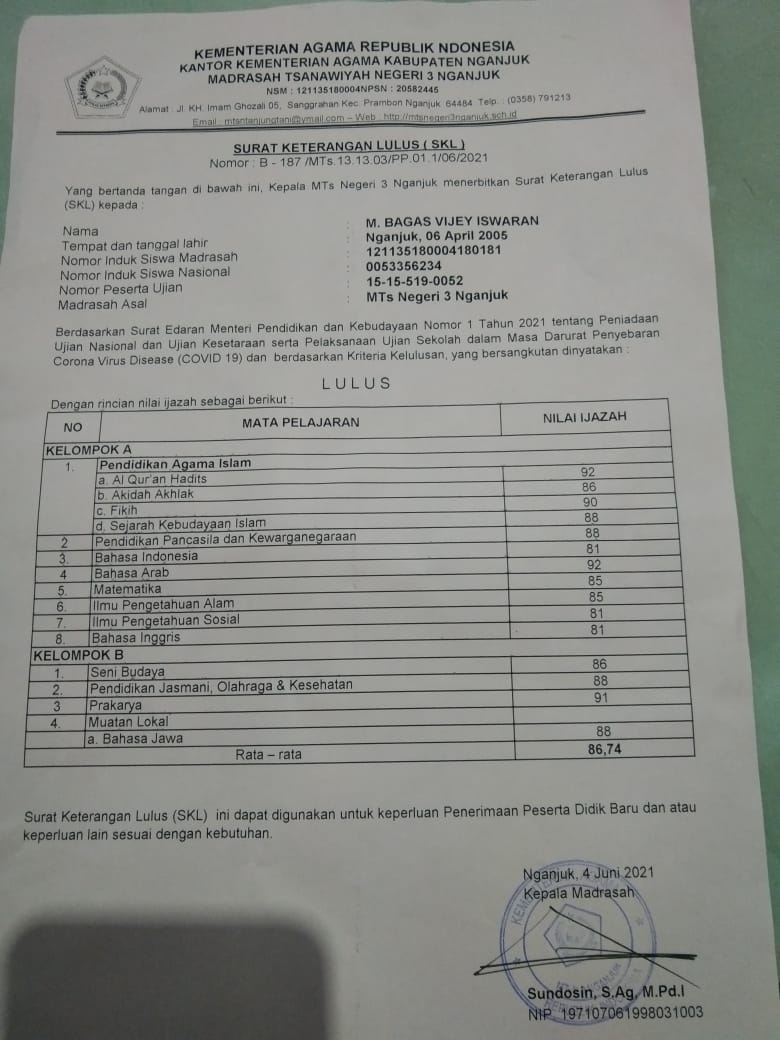 KEMENTERIAN AGAMA REPUBLIK NDONESIA
KANTOR KEMENTERIAN AGAMA KABUPATEN NGANJUK
MADRASAH TSANAWIYAH NEGERI 3 NGANJUK
NSM : 121135180004NPSN : 20582445
Alamat : Jl. KH. Imam Ghozali 05, Sanggrahan Kec. Prambon Nganjuk 64484 Telp. : (0358) 791213
Email : mtsntanjungtani@ymail.com – Web : http://mtsnegeri3nganjuk.sch.id
SURAT KETERANGAN LULUS ( SKL )
Nomor : B - 187 /MTs.13.13.03/PP.01.1/06/2021
Yang bertanda tangan di bawah ini, Kepala MTs Negeri 3 Nganjuk menerbitkan Surat Keterangan Lulus
(SKL) kepada :
Nama : M. BAGAS VIJEY ISWARAN
Tempat dan tanggal lahir : Nganjuk, 06 April 2005
Nomor Induk Siswa Madrasah : 121135180004180181
Nomor Induk Siswa Nasional : 0053356234
Nomor Peserta Ujian : 15-15-519-0052
Madrasah Asal : MTs Negeri 3 Nganjuk
Berdasarkan Surat Edaran Menteri Pendidikan dan Kebudayaan Nomor 1 Tahun 2021 tentang Peniadaan
Ujian Nasional dan Ujian Kesetaraan serta Pelaksanaan Ujian Sekolah dalam Masa Darurat Penyebaran
Corona Virus Disease (COVID 19) dan berdasarkan Kriteria Kelulusan, yang bersangkutan dinyatakan :
L U L U S
Dengan rincian nilai ijazah sebagai berikut :
NO MATA PELAJARAN NILAI IJAZAH
KELOMPOK A
1. Pendidikan Agama Islam
a. Al Qur'an Hadits 92
b. Akidah Akhlak 86
c. Fikih 90
d. Sejarah Kebudayaan Islam 88
2 Pendidikan Pancasila dan Kewarganegaraan 88
3. Bahasa Indonesia 81
4 Bahasa Arab 92
5. Matematika 85
6. Ilmu Pengetahuan Alam 85
7. Ilmu Pengetahuan Sosial 81
8. Bahasa Inggris 81
KELOMPOK B
1. Seni Budaya 86
2. Pendidikan Jasmani, Olahraga & Kesehatan 88
3 Prakarya 91
4. Muatan Lokal
a. Bahasa Jawa 88
Rata – rata 86,74
Surat Keterangan Lulus (SKL) ini dapat digunakan untuk keperluan Penerimaan Peserta Didik Baru dan atau
keperluan lain sesuai dengan kebutuhan.
Nganjuk, 4 Juni 2021
Kepala Madrasah
Sundosin, S.Ag, M.Pd.I
NIP. 197107061998031003